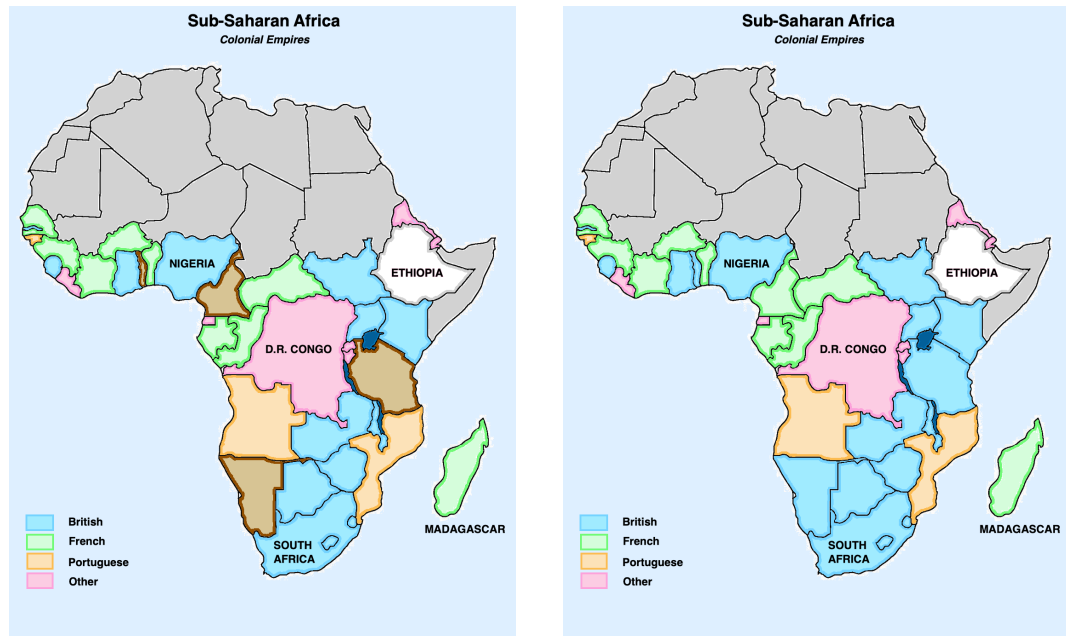 Sub-Saharan Africa
Colonial Empires
NIGERIA
ETHIOPIA
D.R. CONGO
MADAGASCAR
SOUTH
AFRICA
British
French
Portuguese
Other
Sub-Saharan Africa
Colonial Empires
NIGERIA
ETHIOPIA
D.R. CONGO
MADAGASCAR
SOUTH
AFRICA
British
French
Portuguese
Other